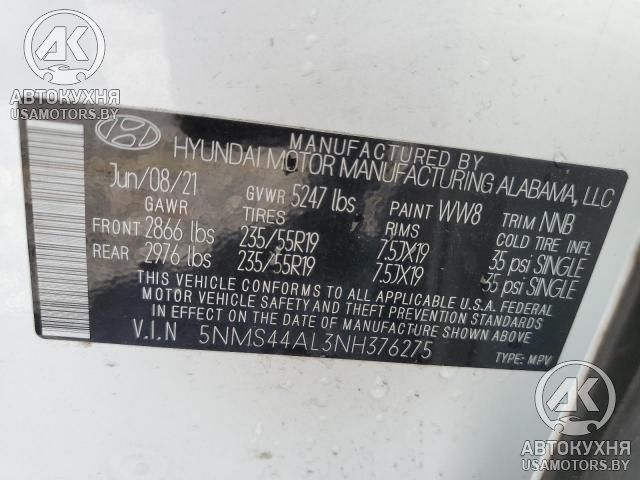 АК
АВТОКУХНЯ
USAMOTORS.BY
MANUFACTURED BY
HYUNDAI MOTOR MANUFACTURING ALABAMA, LLC
Jun/08/21 GVWR 5247 lbs PAINT WW8 TRIM NNB
GAWR TIRES RIMS COLD TIRE INFL
FRONT 2866 lbs 235/55R19 7.5JX19 35 psi SINGLE
REAR 2976 lbs 235/55R19 7.5JX19 35 psi SINGLE
THIS VEHICLE CONFORMS TO ALL APPLICABLE U.S.A. FEDERAL
MOTOR VEHICLE SAFETY AND THEFT PREVENTION STANDARDS
IN EFFECT ON THE DATE OF MANUFACTURE SHOWN ABOVE
V.I.N 5NMS44AL3NH376275 TYPE: MPV
АК
АВТОКУХНЯ
USAMOTORS.BY